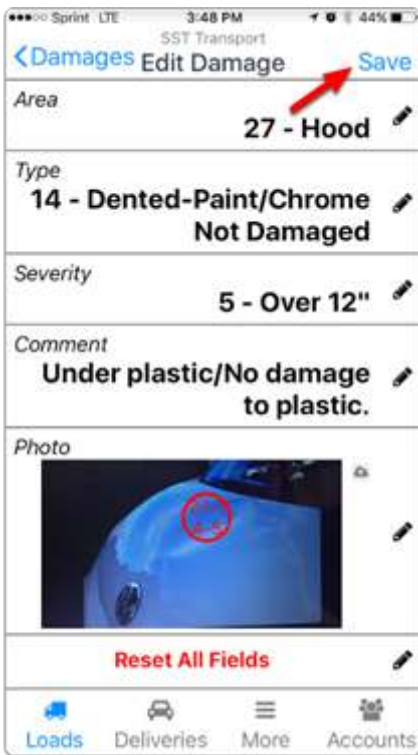 Sprint LTE 3:48 PM 44%
SST Transport
Damages Edit Damage Save
Area
27 - Hood
Type
14 - Dented-Paint/Chrome
Not Damaged
Severity
5 - Over 12"
Comment
Under plastic/No damage
to plastic.
Photo
Reset All Fields
Loads Deliveries More Accounts